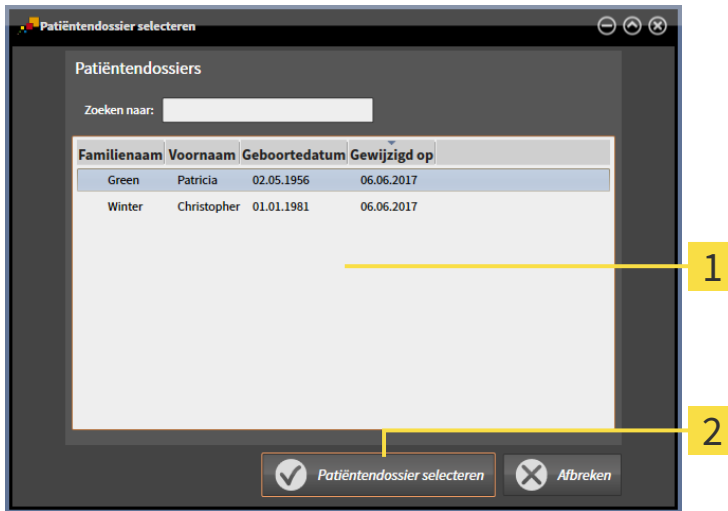 Patiëntendossier selecteren
Patiëntendossiers
Zoeken naar:
Familienaam Voornaam Geboortedatum Gewijzigd op
Green Patricia 02.05.1956 06.06.2017
Winter Christopher 01.01.1981 06.06.2017
1
2
Patiëntendossier selecteren Afbreken